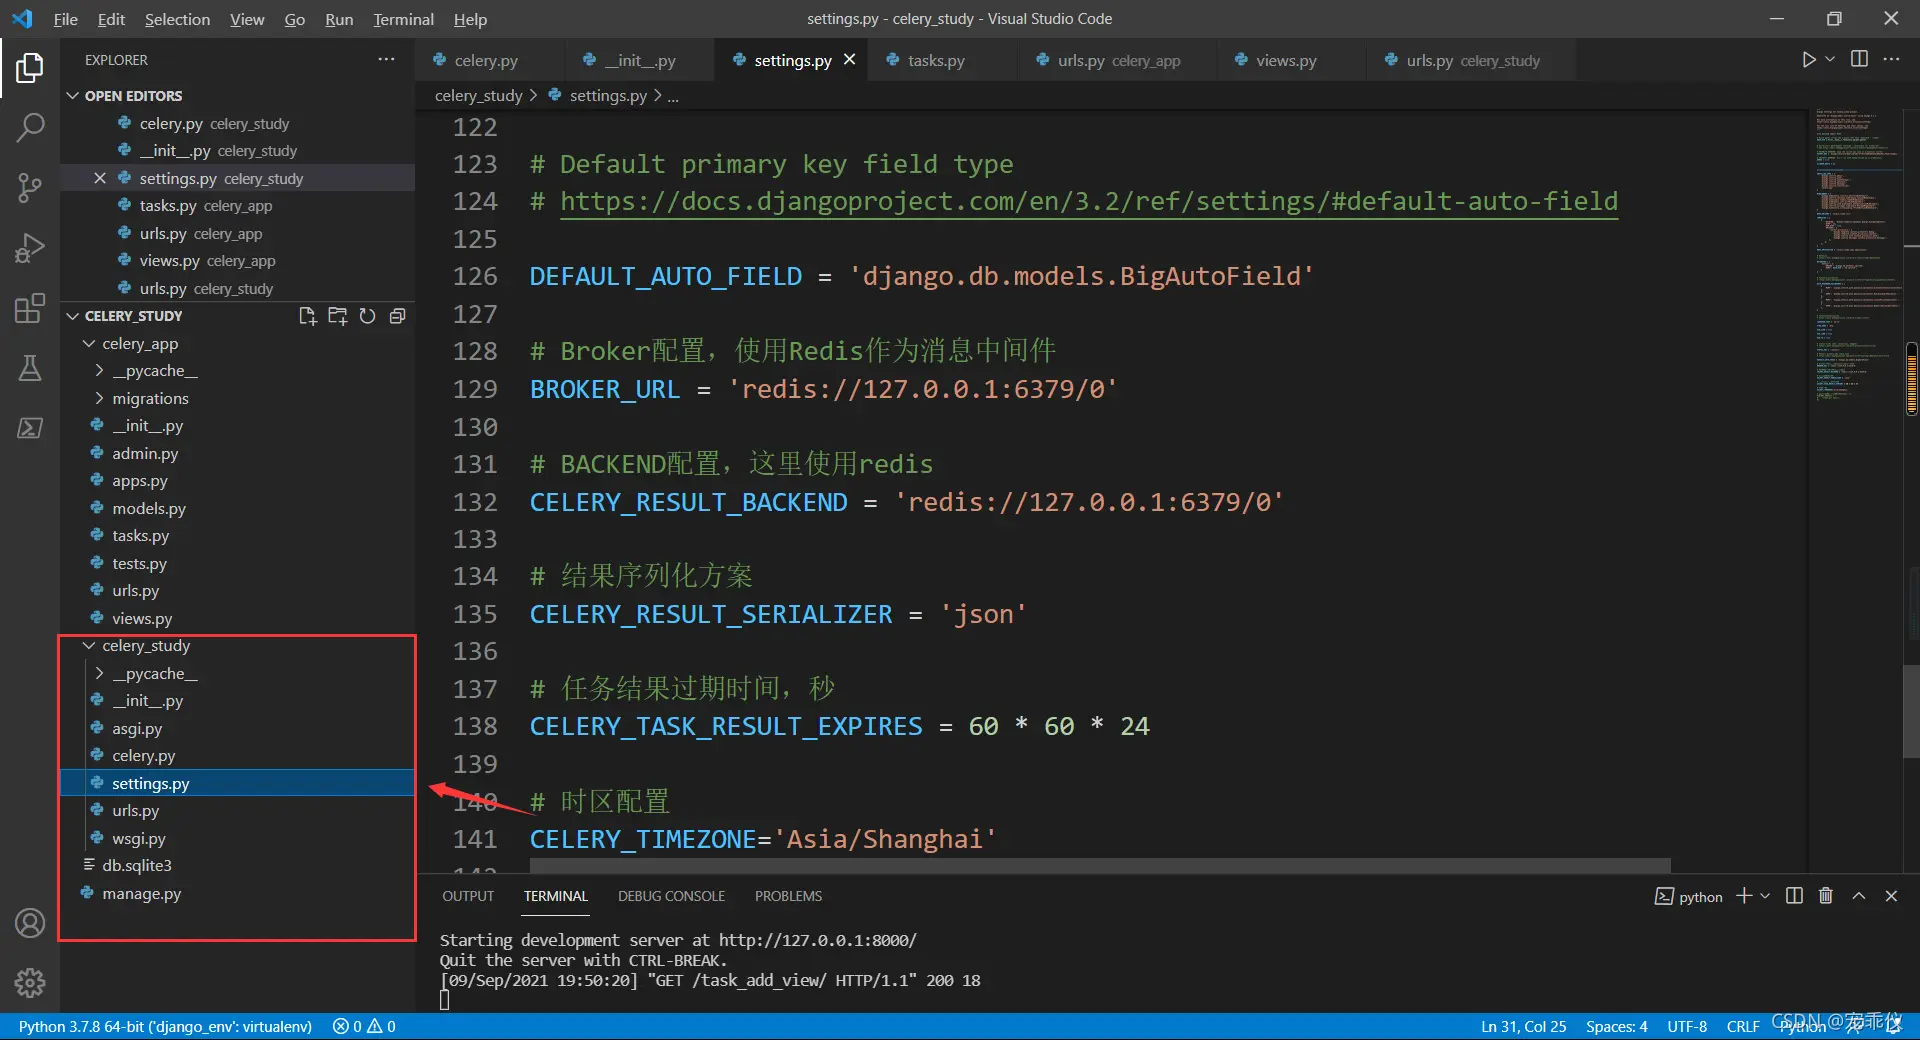 File Edit Selection View Go Run Terminal Help
settings.py - celery_study - Visual Studio Code
EXPLORER
OPEN EDITORS
celery.py celery_study
__init__.py celery_study
settings.py celery_study
tasks.py celery_app
urls.py celery_app
views.py celery_app
urls.py celery_study
CELERY_STUDY
celery_app
__pycache__
migrations
__init__.py
admin.py
apps.py
models.py
tasks.py
tests.py
urls.py
views.py
celery_study
__pycache__
__init__.py
asgi.py
celery.py
settings.py
urls.py
wsgi.py
db.sqlite3
manage.py
celery.py __init__.py settings.py tasks.py urls.py celery_app views.py urls.py celery_study
celery_study > settings.py > ...
122
123 # Default primary key field type
124 # https://docs.djangoproject.com/en/3.2/ref/settings/#default-auto-field
125
126 DEFAULT_AUTO_FIELD = 'django.db.models.BigAutoField'
127
128 # Broker配置，使用Redis作为消息中间件
129 BROKER_URL = 'redis://127.0.0.1:6379/0'
130
131 # BACKEND配置，这里使用redis
132 CELERY_RESULT_BACKEND = 'redis://127.0.0.1:6379/0'
133
134 # 结果序列化方案
135 CELERY_RESULT_SERIALIZER = 'json'
136
137 # 任务结果过期时间，秒
138 CELERY_TASK_RESULT_EXPIRES = 60 * 60 * 24
139
140 # 时区配置
141 CELERY_TIMEZONE='Asia/Shanghai'
OUTPUT TERMINAL DEBUG CONSOLE PROBLEMS
python
Starting development server at http://127.0.0.1:8000/
Quit the server with CTRL-BREAK.
[09/Sep/2021 19:50:20] "GET /task_add_view/ HTTP/1.1" 200 18
Python 3.7.8 64-bit ('django_env': virtualenv) 0 0
Ln 31, Col 25 Spaces: 4 UTF-8 CRLF Python
CSDN @宠乖仪